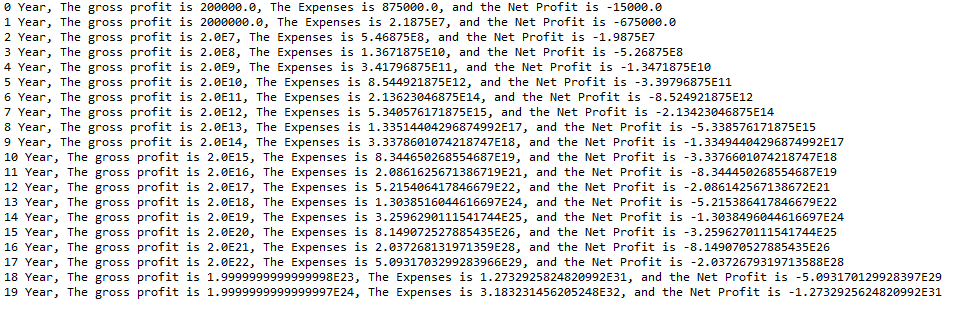 0 Year, The gross profit is 200000.0, The Expenses is 875000.0, and the Net Profit is -15000.0
1 Year, The gross profit is 2000000.0, The Expenses is 2.1875E7, and the Net Profit is -675000.0
2 Year, The gross profit is 2.0E7, The Expenses is 5.46875E8, and the Net Profit is -1.9875E7
3 Year, The gross profit is 2.0E8, The Expenses is 1.3671875E10, and the Net Profit is -5.26875E8
4 Year, The gross profit is 2.0E9, The Expenses is 3.41796875E11, and the Net Profit is -1.3471875E10
5 Year, The gross profit is 2.0E10, The Expenses is 8.544921875E12, and the Net Profit is -3.39796875E11
6 Year, The gross profit is 2.0E11, The Expenses is 2.13623046875E14, and the Net Profit is -8.524921875E12
7 Year, The gross profit is 2.0E12, The Expenses is 5.340576171875E15, and the Net Profit is -2.13423046875E14
8 Year, The gross profit is 2.0E13, The Expenses is 1.33514404296874992E17, and the Net Profit is -5.338576171875E15
9 Year, The gross profit is 2.0E14, The Expenses is 3.3378601074218747E18, and the Net Profit is -1.33494404296874992E17
10 Year, The gross profit is 2.0E15, The Expenses is 8.344650268554687E19, and the Net Profit is -3.3376601074218747E18
11 Year, The gross profit is 2.0E16, The Expenses is 2.0861625671386719E21, and the Net Profit is -8.344450268554687E19
12 Year, The gross profit is 2.0E17, The Expenses is 5.215406417846679E22, and the Net Profit is -2.086142567138672E21
13 Year, The gross profit is 2.0E18, The Expenses is 1.3038516044616697E24, and the Net Profit is -5.215386417846679E22
14 Year, The gross profit is 2.0E19, The Expenses is 3.2596290111541744E25, and the Net Profit is -1.3038496044616697E24
15 Year, The gross profit is 2.0E20, The Expenses is 8.149072527885435E26, and the Net Profit is -3.2596270111541744E25
16 Year, The gross profit is 2.0E21, The Expenses is 2.037268131971359E28, and the Net Profit is -8.149070527885435E26
17 Year, The gross profit is 2.0E22, The Expenses is 5.0931703299283966E29, and the Net Profit is -2.0372679319713588E28
18 Year, The gross profit is 1.9999999999999998E23, The Expenses is 1.2732925824820992E31, and the Net Profit is -5.093170129928397E29
19 Year, The gross profit is 1.9999999999999997E24, The Expenses is 3.183231456205248E32, and the Net Profit is -1.2732925624820992E31